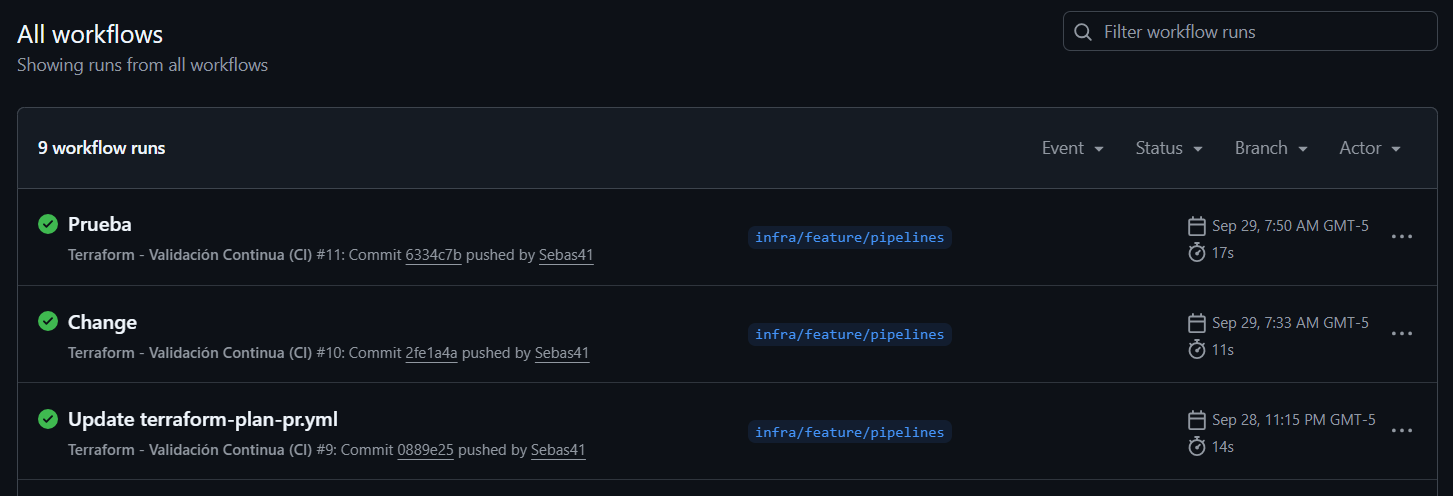 All workflows
Filter workflow runs
Showing runs from all workflows
9 workflow runs
Event
Status
Branch
Actor
Prueba
Terraform - Validación Continua (CI) #11: Commit 6334c7b pushed by Sebas41
infra/feature/pipelines
Sep 29, 7:50 AM GMT-5
17s
Change
Terraform - Validación Continua (CI) #10: Commit 2fe1a4a pushed by Sebas41
infra/feature/pipelines
Sep 29, 7:33 AM GMT-5
11s
Update terraform-plan-pr.yml
Terraform - Validación Continua (CI) #9: Commit 0889e25 pushed by Sebas41
infra/feature/pipelines
Sep 28, 11:15 PM GMT-5
14s